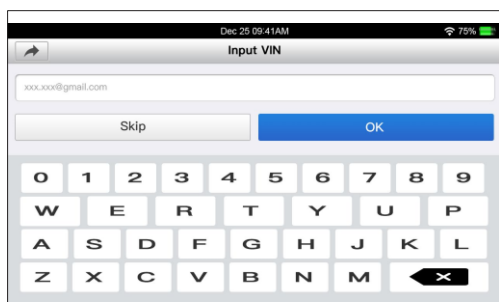 Dec 25 09:41AM 75%
Input VIN
xxx.xxx@gmail.com
Skip OK
0 1 2 3 4 5 6 7 8 9
W E R T Y U P
A S D F G H J K L
Z X C V B N M